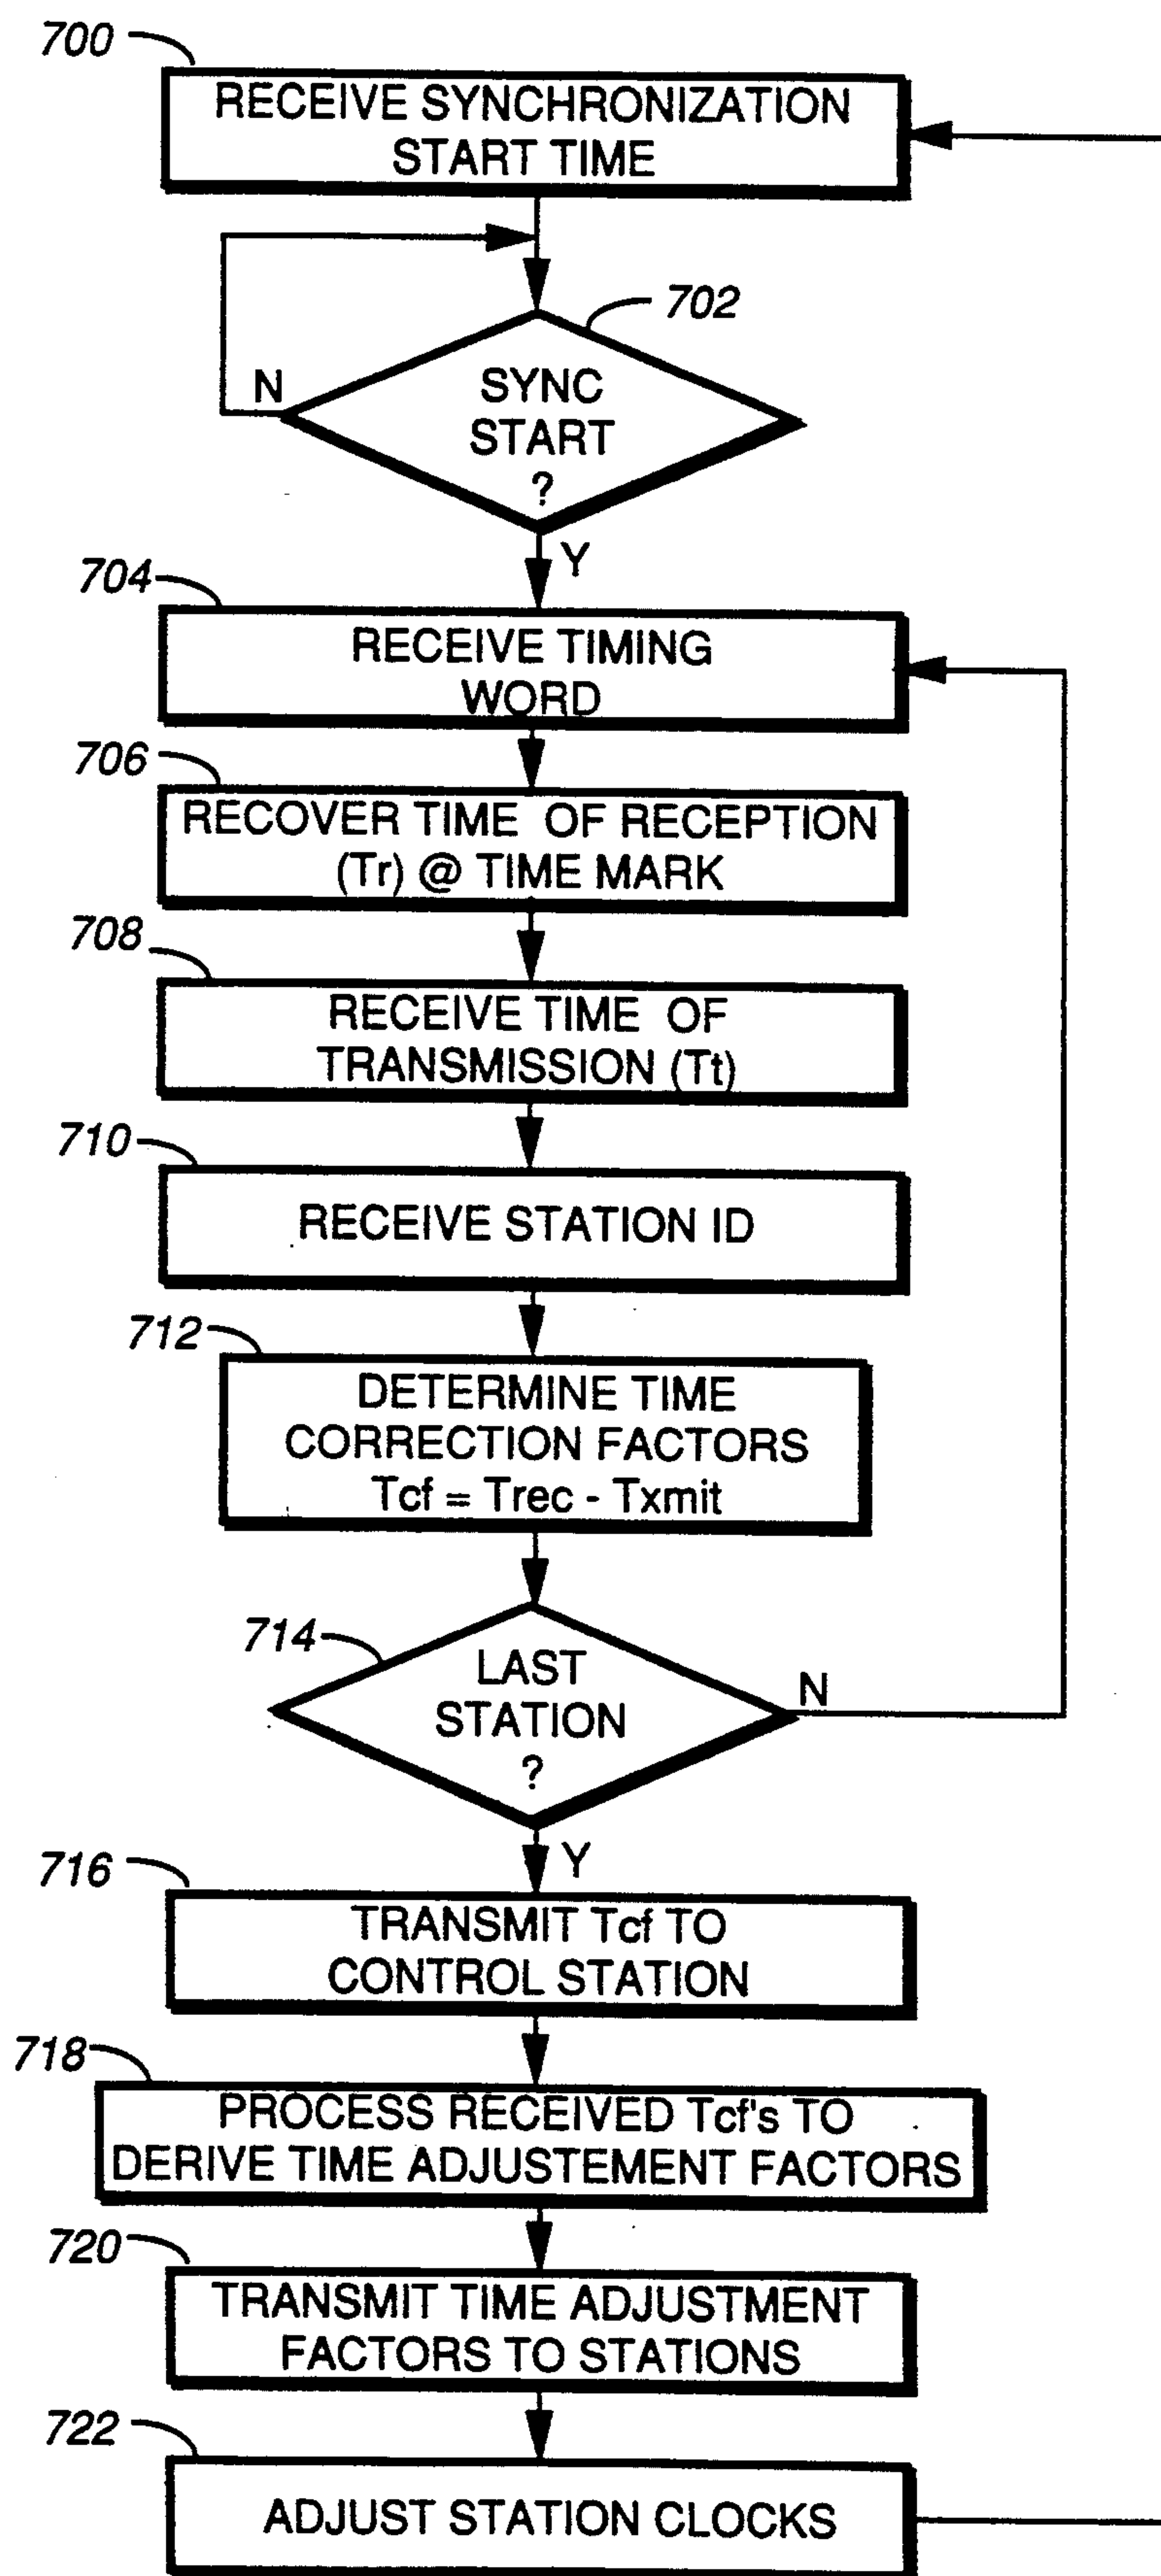 700
RECEIVE SYNCHRONIZATION
START TIME
702
SYNC
START
?
N
Y
704
RECEIVE TIMING
WORD
706
RECOVER TIME OF RECEPTION
(Tr) @ TIME MARK
708
RECEIVE TIME OF
TRANSMISSION (Tt)
710
RECEIVE STATION ID
712
DETERMINE TIME
CORRECTION FACTORS
Tcf = Trec - Txmit
714
LAST
STATION
?
N
Y
716
TRANSMIT Tcf TO
CONTROL STATION
718
PROCESS RECEIVED Tcf's TO
DERIVE TIME ADJUSTEMENT FACTORS
720
TRANSMIT TIME ADJUSTMENT
FACTORS TO STATIONS
722
ADJUST STATION CLOCKS